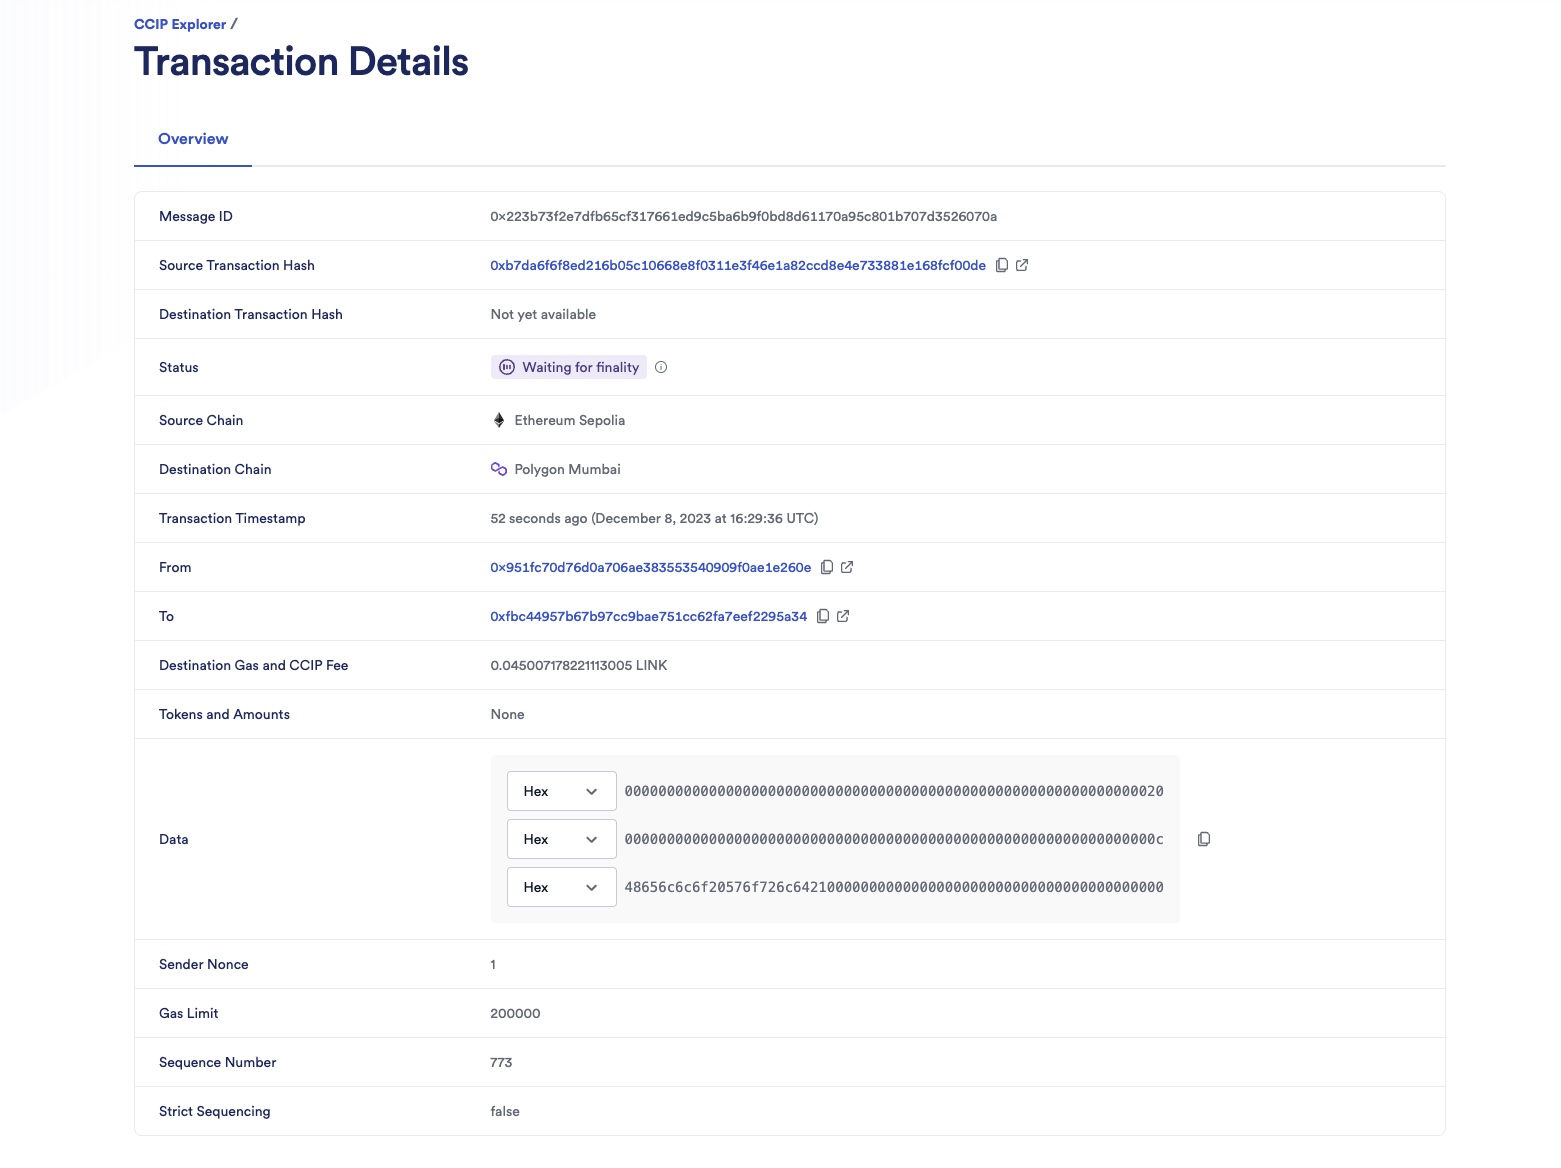 CCIP Explorer /
Transaction Details
Overview
Message ID 0x223b73f2e7dfb65cf317661ed9c5ba6b9f0bd8d61170a95c801b707d3526070a
Source Transaction Hash 0xb7da6f6f8ed216b05c10668e8f0311e3f46e1a82ccd8e4e733881e168fcf00de
Destination Transaction Hash Not yet available
Status Waiting for finality
Source Chain Ethereum Sepolia
Destination Chain Polygon Mumbai
Transaction Timestamp 52 seconds ago (December 8, 2023 at 16:29:36 UTC)
From 0x951fc70d76d0a706ae383553540909f0ae1e260e
To 0xfbc44957b67b97cc9bae751cc62fa7eef2295a34
Destination Gas and CCIP Fee 0.045007178221113005 LINK
Tokens and Amounts None
Data
Hex 0000000000000000000000000000000000000000000000000000000000000020
Hex 000000000000000000000000000000000000000000000000000000000000000c
Hex 48656c6c6f20576f726c64210000000000000000000000000000000000000000
Sender Nonce 1
Gas Limit 200000
Sequence Number 773
Strict Sequencing false